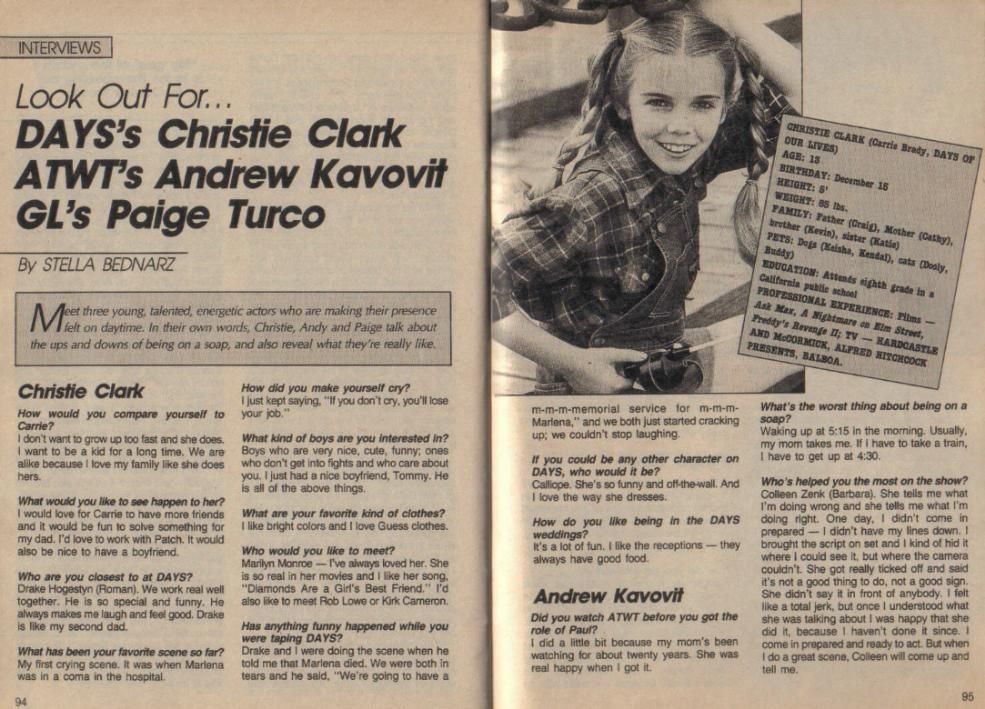 INTERVIEWS
Look Out For...
DAYS's Christie Clark
ATWT's Andrew Kavovit
GL's Paige Turco
By STELLA BEDNARZ
Meet three young, talented, energetic actors who are making their presence
felt on daytime. In their own words, Christie, Andy and Paige talk about
the ups and downs of being on a soap, and also reveal what they're really like.
Christie Clark
How would you compare yourself to
Carrie?
I don't want to grow up too fast and she does.
I want to be a kid for a long time. We are
alike because I love my family like she does
hers.
What would you like to see happen to her?
I would love for Carrie to have more friends
and it would be fun to solve something for
my dad. I'd love to work with Patch. It would
also be nice to have a boyfriend.
Who are you closest to at DAYS?
Drake Hogestyn (Roman). We work real well
together. He is so special and funny. He
always makes me laugh and feel good. Drake
is like my second dad.
What has been your favorite scene so far?
My first crying scene. It was when Marlena
was in a coma in the hospital.
94
How did you make yourself cry?
I just kept saying, "If you don't cry, you'll lose
your job."
What kind of boys are you interested in?
Boys who are very nice, cute, funny; ones
who don't get into fights and who care about
you. I just had a nice boyfriend, Tommy. He
is all of the above things.
What are your favorite kind of clothes?
I like bright colors and I love Guess clothes.
Who would you like to meet?
Marilyn Monroe — I've always loved her. She
is so real in her movies and I like her song,
"Diamonds Are a Girl's Best Friend." I'd
also like to meet Rob Lowe or Kirk Cameron.
Has anything funny happened while you
were taping DAYS?
Drake and I were doing the scene when he
told me that Marlena died. We were both in
tears and he said, "We're going to have a
CHRISTIE CLARK (Carrie Brady, DAYS OF
OUR LIVES)
AGE: 13
BIRTHDAY: December 15
HEIGHT: 5'
WEIGHT: 85 lbs.
FAMILY: Father (Craig), Mother (Cathy),
brother (Kevin), sister (Katie)
PETS: Dogs (Keisha, Kendal), cats (Dooly,
Buddy)
EDUCATION: Attends eighth grade in a
California public school
PROFESSIONAL EXPERIENCE: Films —
Ask Max, A Nightmare on Elm Street,
Freddy's Revenge II; TV — HARDCASTLE
AND McCORMICK, ALFRED HITCHCOCK
PRESENTS, BALBOA.
m-m-m-memorial service for m-m-m-
Marlena," and we both just started cracking
up; we couldn't stop laughing.
If you could be any other character on
DAYS, who would it be?
Calliope. She's so funny and off-the-wall. And
I love the way she dresses.
How do you like being in the DAYS
weddings?
It's a lot of fun. I like the receptions — they
always have good food.
Andrew Kavovit
Did you watch ATWT before you got the
role of Paul?
I did a little bit because my mom's been
watching for about twenty years. She was
real happy when I got it.
What's the worst thing about being on a
soap?
Waking up at 5:15 in the morning. Usually,
my mom takes me. If I have to take a train,
I have to get up at 4:30.
Who's helped you the most on the show?
Colleen Zenk (Barbara). She tells me what
I'm doing wrong and she tells me what I'm
doing right. One day, I didn't come in
prepared — I didn't have my lines down. I
brought the script on set and I kind of hid it
where I could see it, but where the camera
couldn't. She got really ticked off and said
it's not a good thing to do, not a good sign.
She didn't say it in front of anybody. I felt
like a total jerk, but once I understood what
she was talking about I was happy that she
did it, because I haven't done it since. I
come in prepared and ready to act. But when
I do a great scene, Colleen will come up and
tell me.
95